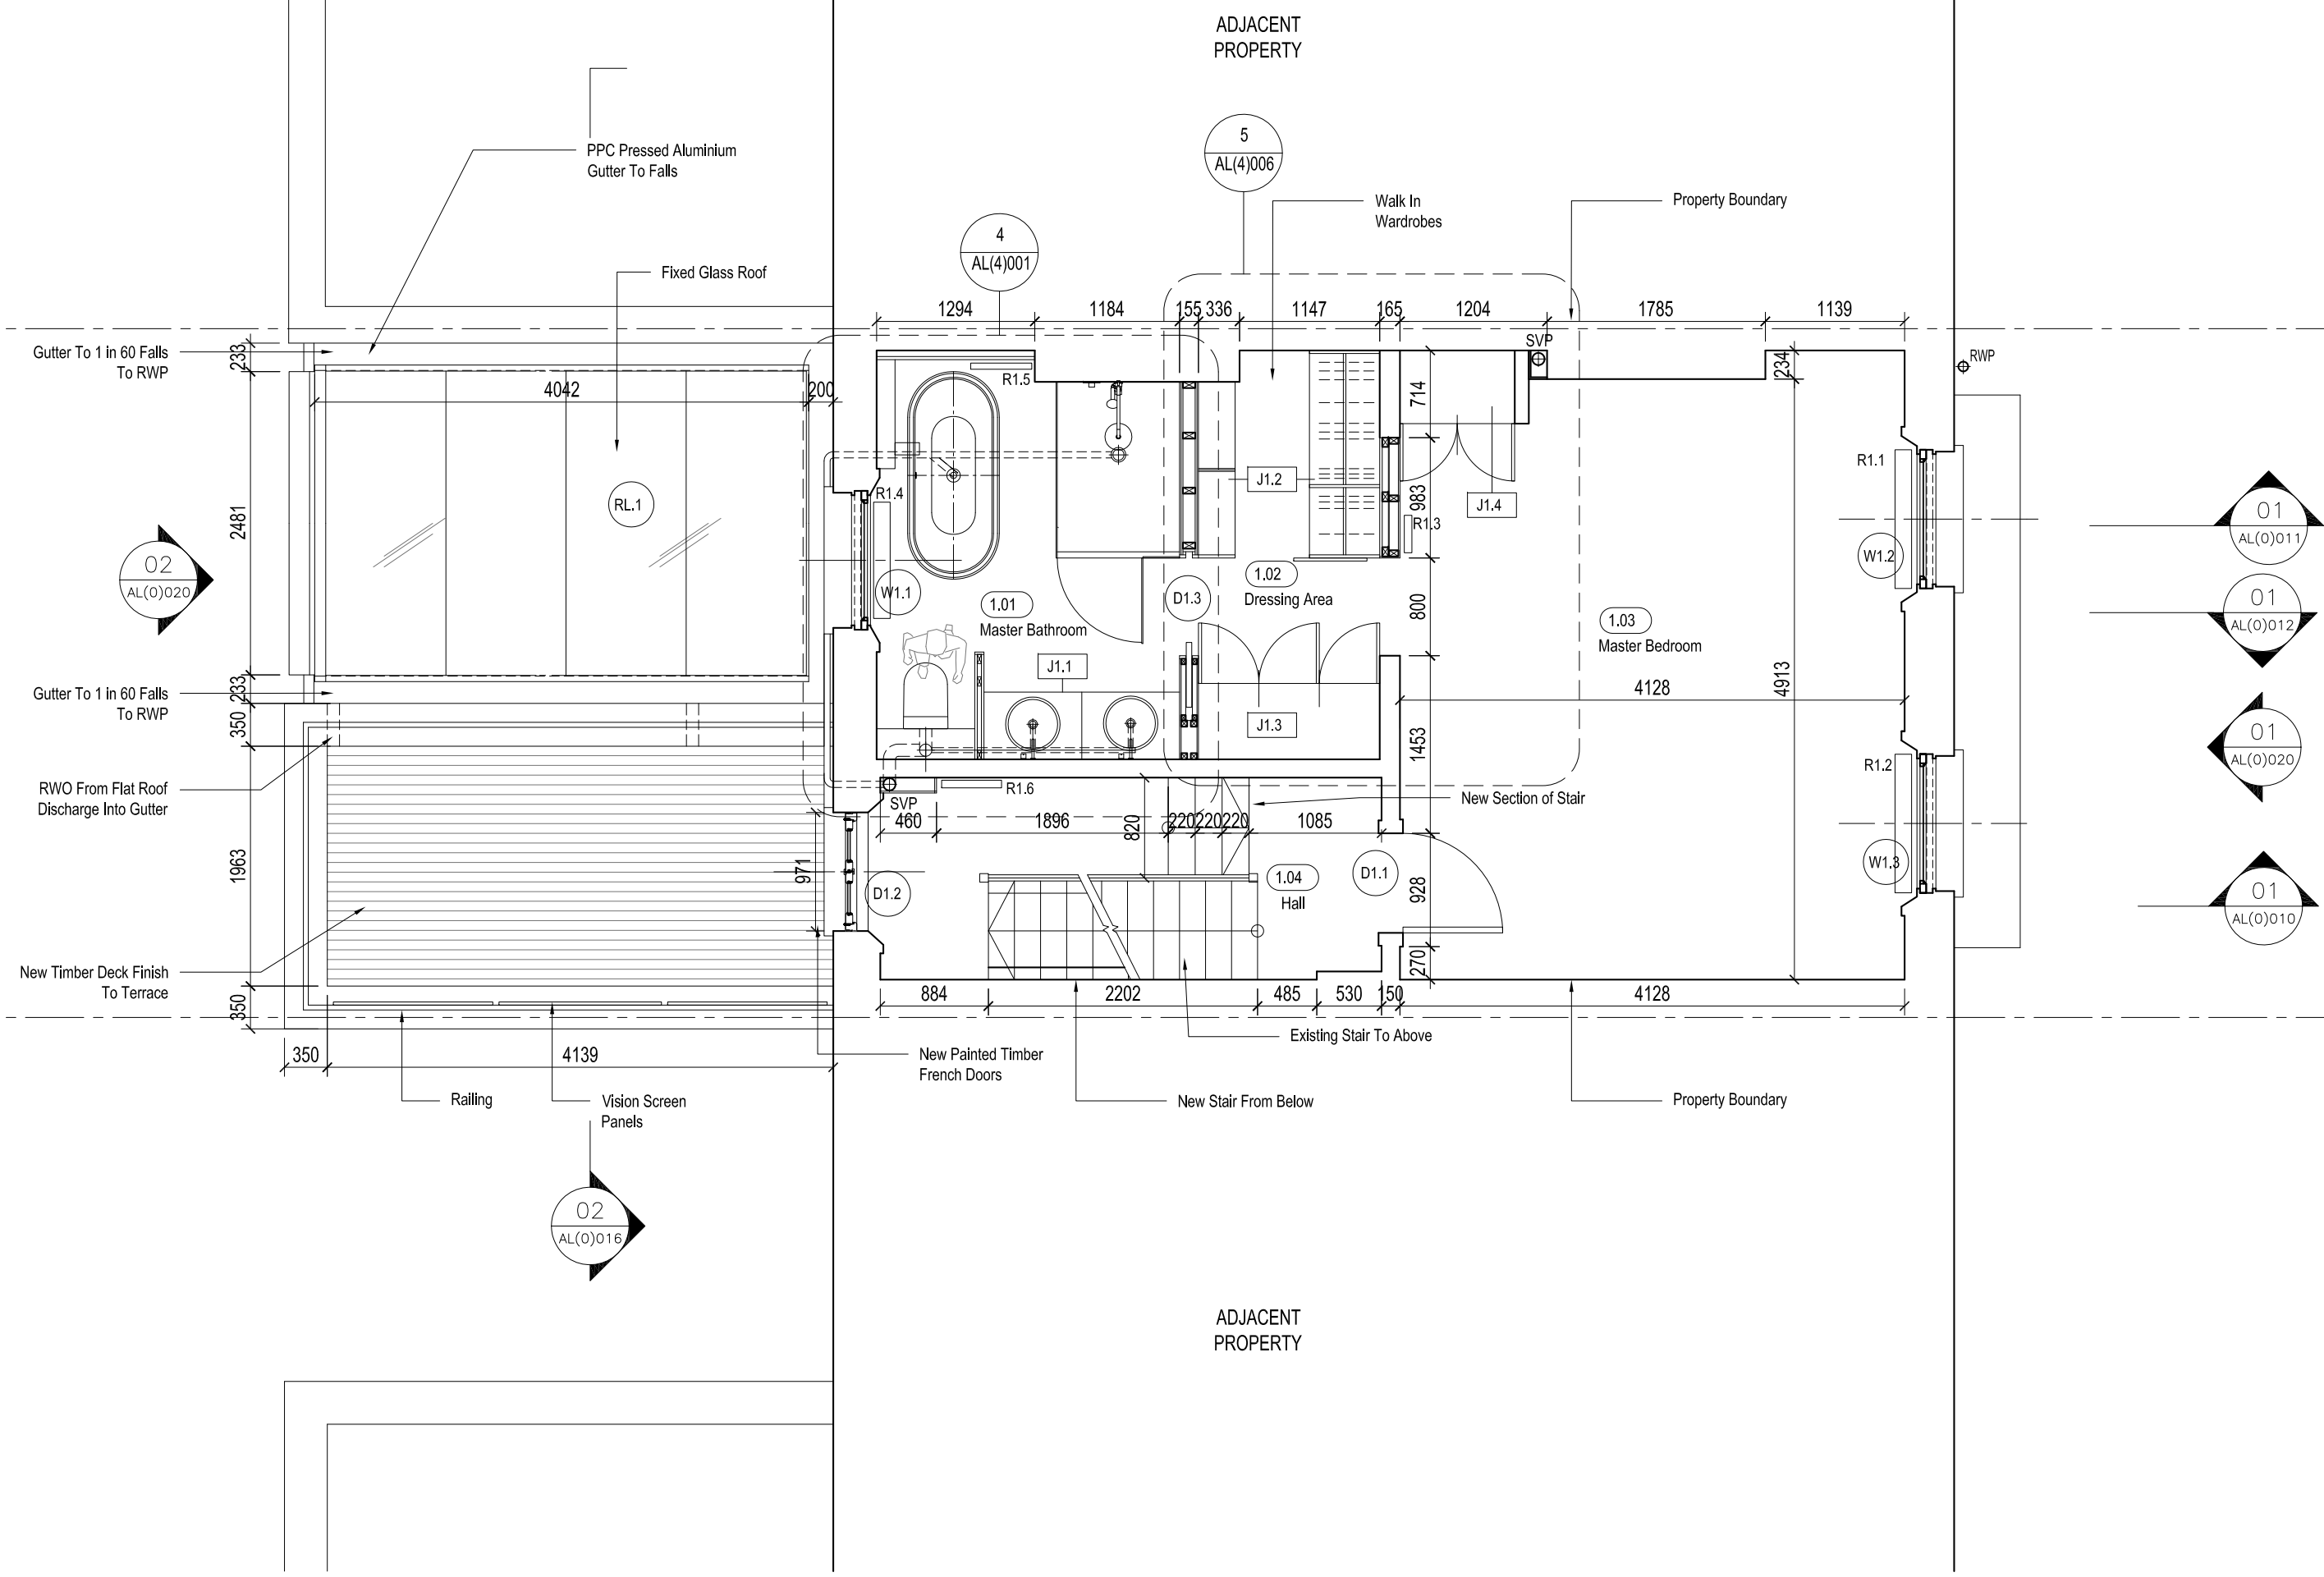 ADJACENT
PROPERTY
5
AL(4)006
PPC Pressed Aluminium
Gutter To Falls
Walk In
Wardrobes
Property Boundary
4
AL(4)001
Fixed Glass Roof
1294
1184
155
336
1147
165
1204
1785
1139
SVP
RWP
Gutter To 1 in 60 Falls
To RWP
233
4042
200
R1.5
714
234
2481
RL.1
R1.4
J1.2
983
J1.4
R1.3
R1.1
W1.2
01
AL(0)011
02
AL(0)020
W1.1
1.01
Master Bathroom
D1.3
1.02
Dressing Area
800
1.03
Master Bedroom
01
AL(0)012
J1.1
4128
4913
Gutter To 1 in 60 Falls
To RWP
233
350
J1.3
1453
01
AL(0)020
RWO From Flat Roof
Discharge Into Gutter
R1.6
SVP
New Section of Stair
R1.2
460
1896
820
220
220
220
1085
1963
971
D1.2
1.04
Hall
D1.1
928
W1.3
01
AL(0)010
New Timber Deck Finish
To Terrace
270
350
884
2202
485
530
150
4128
350
4139
New Painted Timber
French Doors
Existing Stair To Above
Railing
Vision Screen
Panels
New Stair From Below
Property Boundary
02
AL(0)016
ADJACENT
PROPERTY